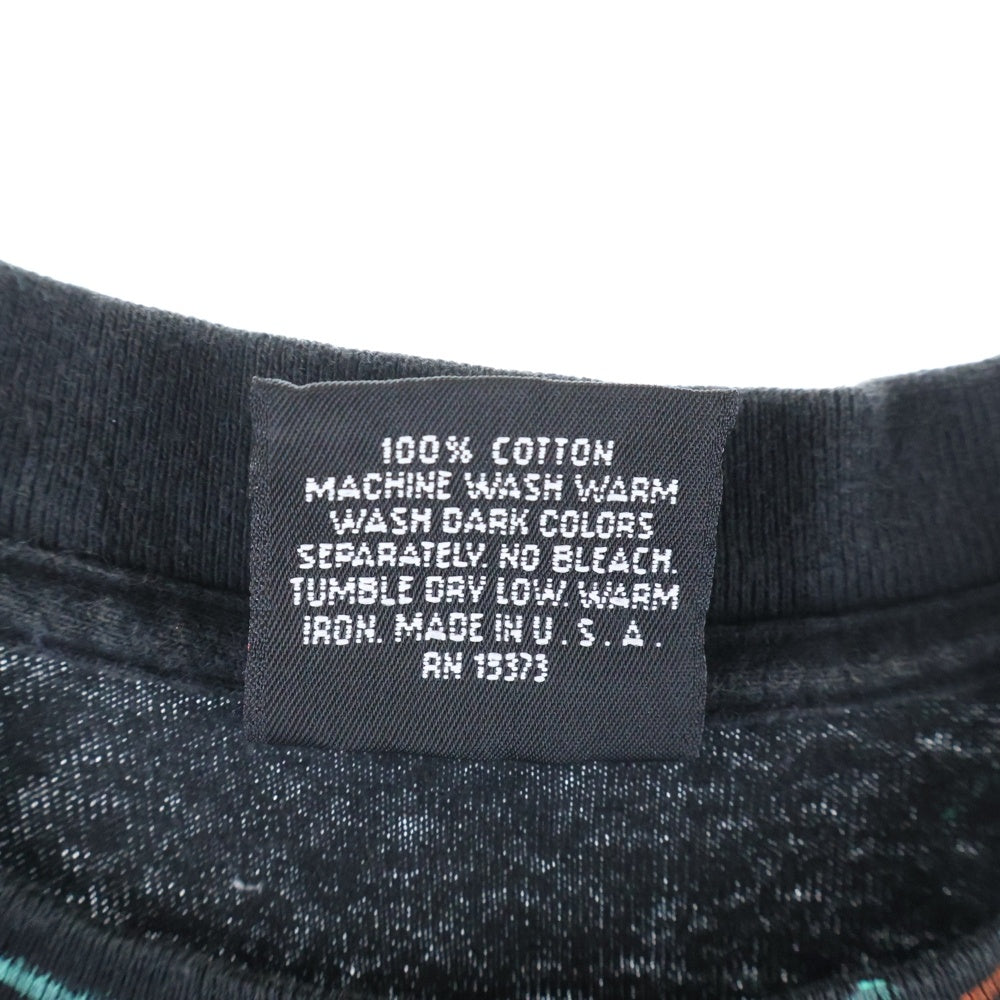 100% COTTON
MACHINE WASH WARM
WASH DARK COLORS
SEPARATELY. NO BLEACH.
TUMBLE DRY LOW. WARM
IRON. MADE IN U.S.A.
RN 15373